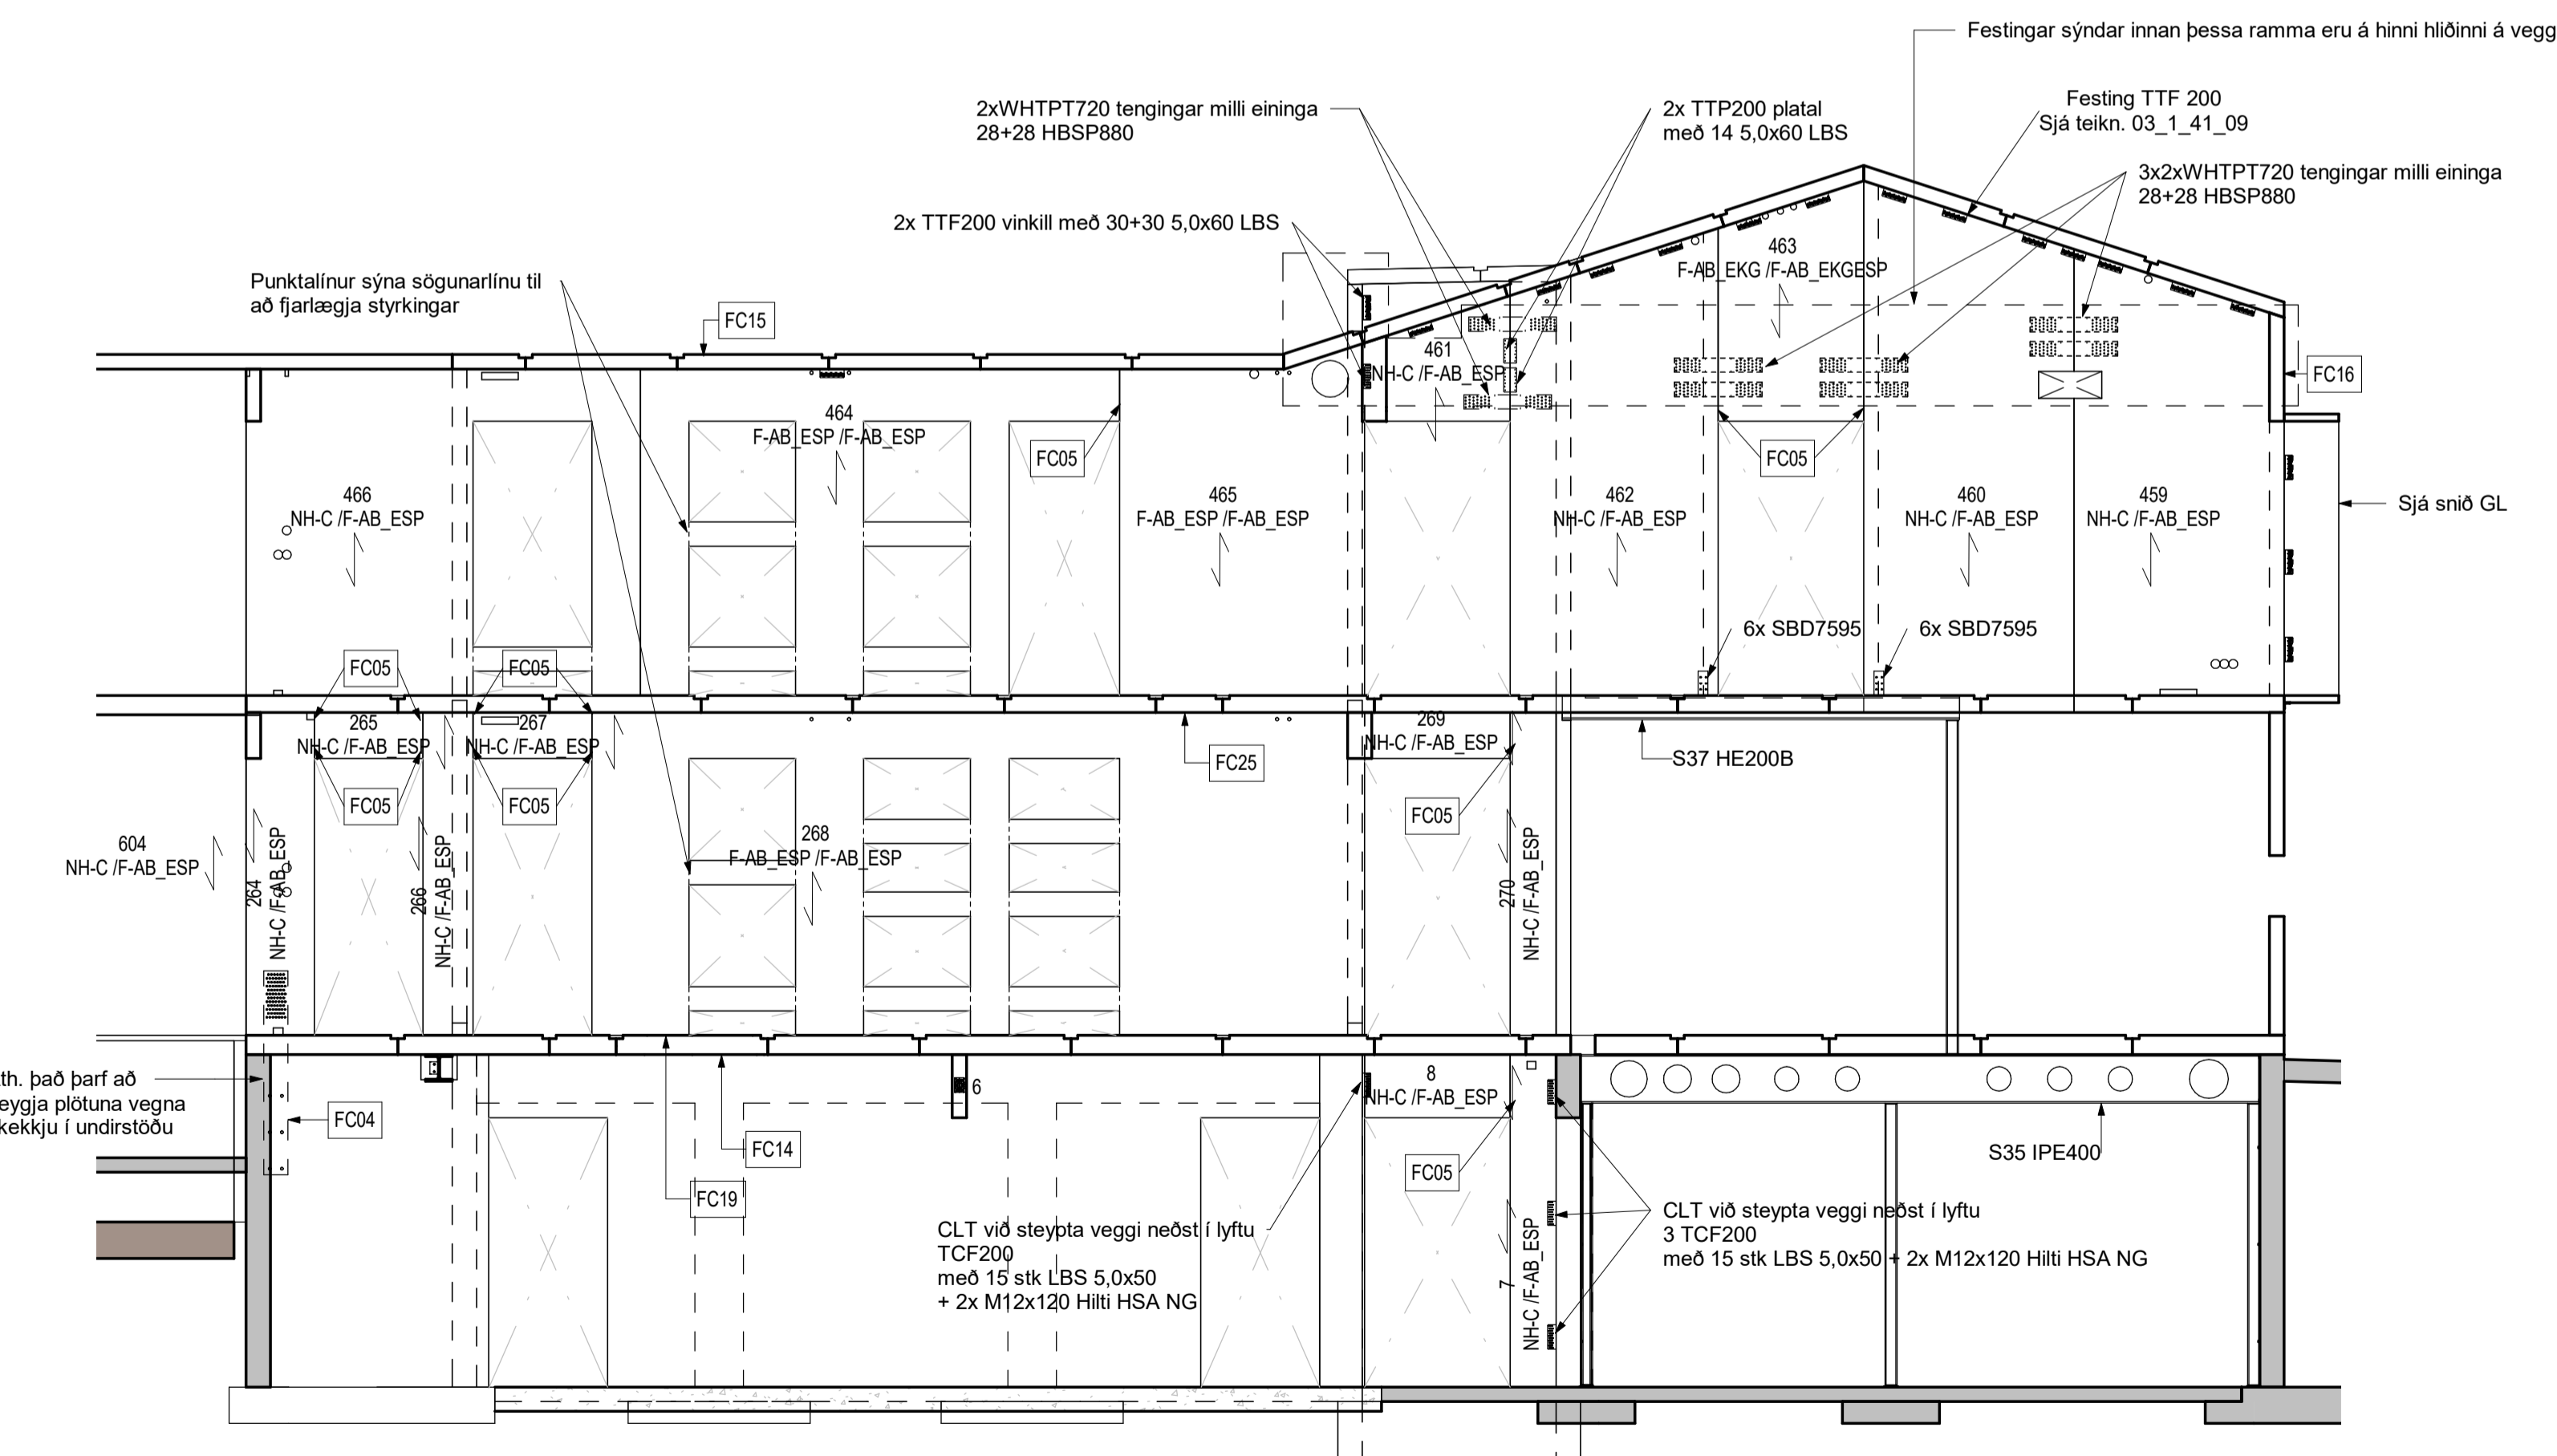 Festingar sýndar innan þessa ramma eru á hinni hliðinni á vegg
2xWHTPT720 tengingar milli eininga
28+28 HBSP880
2x TTP200 platal
með 14 5,0x60 LBS
Festing TTF 200
Sjá teikn. 03_1_41_09
3x2xWHTPT720 tengingar milli eininga
28+28 HBSP880
2x TTF200 vinkill með 30+30 5,0x60 LBS
Punktalínur sýna sögunarlínu til
að fjarlægja styrkingar
FC15
463
F-AB_EKG /F-AB_EKGESP
461
NH-C /F-AB_ESP
FC16
464
F-AB_ESP /F-AB_ESP
FC05
FC05
466
NH-C /F-AB_ESP
465
F-AB_ESP /F-AB_ESP
462
NH-C /F-AB_ESP
460
NH-C /F-AB_ESP
459
NH-C /F-AB_ESP
Sjá snið GL
6x SBD7595
6x SBD7595
FC05
FC05
265
NH-C /F-AB_ESP
267
NH-C /F-AB_ESP
269
NH-C /F-AB_ESP
FC25
S37 HE200B
FC05
FC05
FC05
604
NH-C /F-AB_ESP
264
NH-C /F-AB_ESP
266
NH-C /F-AB_ESP
268
F-AB_ESP /F-AB_ESP
270
NH-C /F-AB_ESP
th. það þarf að
eygja plötuna vegna
kekkju í undirstöðu
FC04
6
8
NH-C /F-AB_ESP
FC14
FC19
FC05
S35 IPE400
CLT við steypta veggi neðst í lyftu
TCF200
með 15 stk LBS 5,0x50
+ 2x M12x120 Hilti HSA NG
7
NH-C /F-AB_ESP
CLT við steypta veggi neðst í lyftu
3 TCF200
með 15 stk LBS 5,0x50 + 2x M12x120 Hilti HSA NG